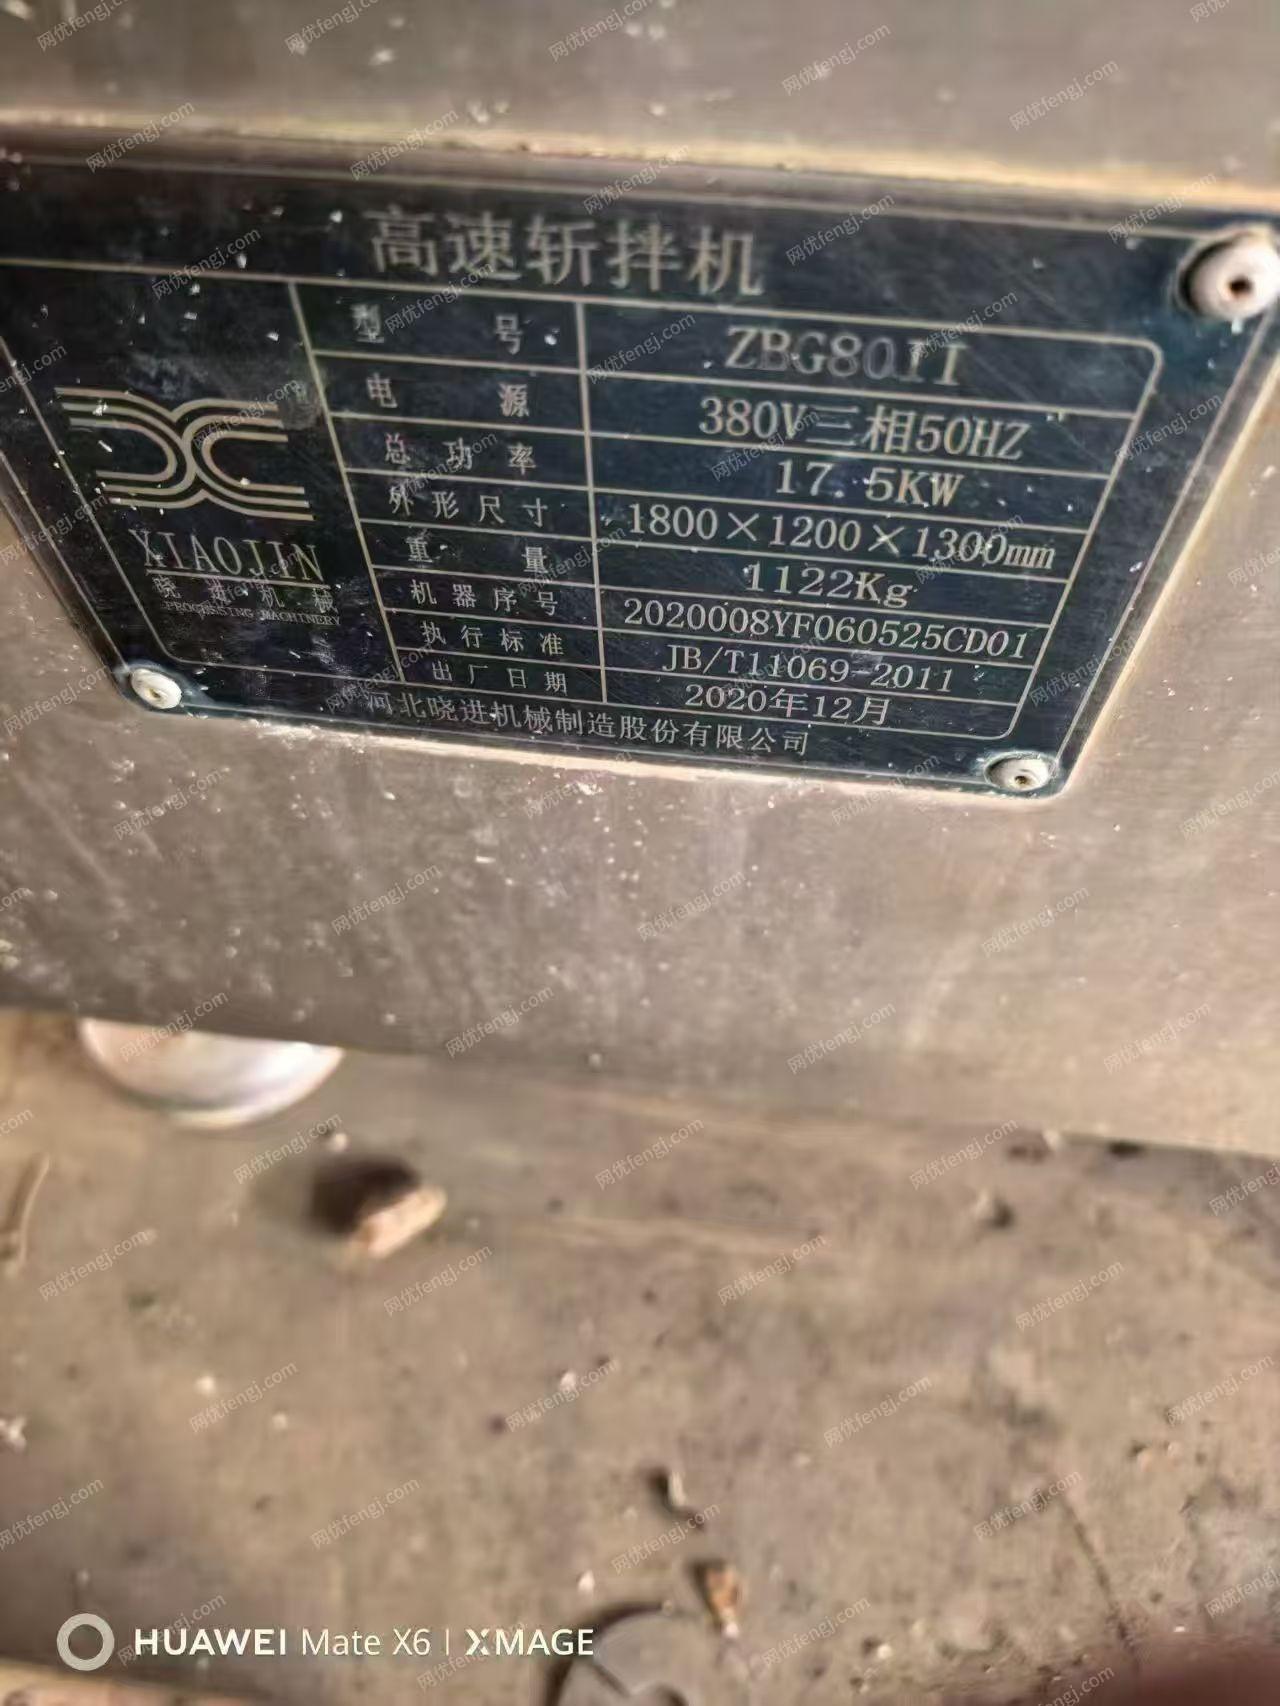 高速斩拌机
型号 ZBG80II
电源 380V三相50HZ
总功率 17.5KW
外形尺寸 1800×1200×1300mm
重量 1122Kg
机器序号 2020008YF060525CD01
执行标准 JB/T11069-2011
出厂日期 2020年12月
XIAOJIN
晓进机械
PROCESSING MACHINERY
河北晓进机械制造股份有限公司
HUAWEI Mate X6 | XMAGE
网优fengj.com